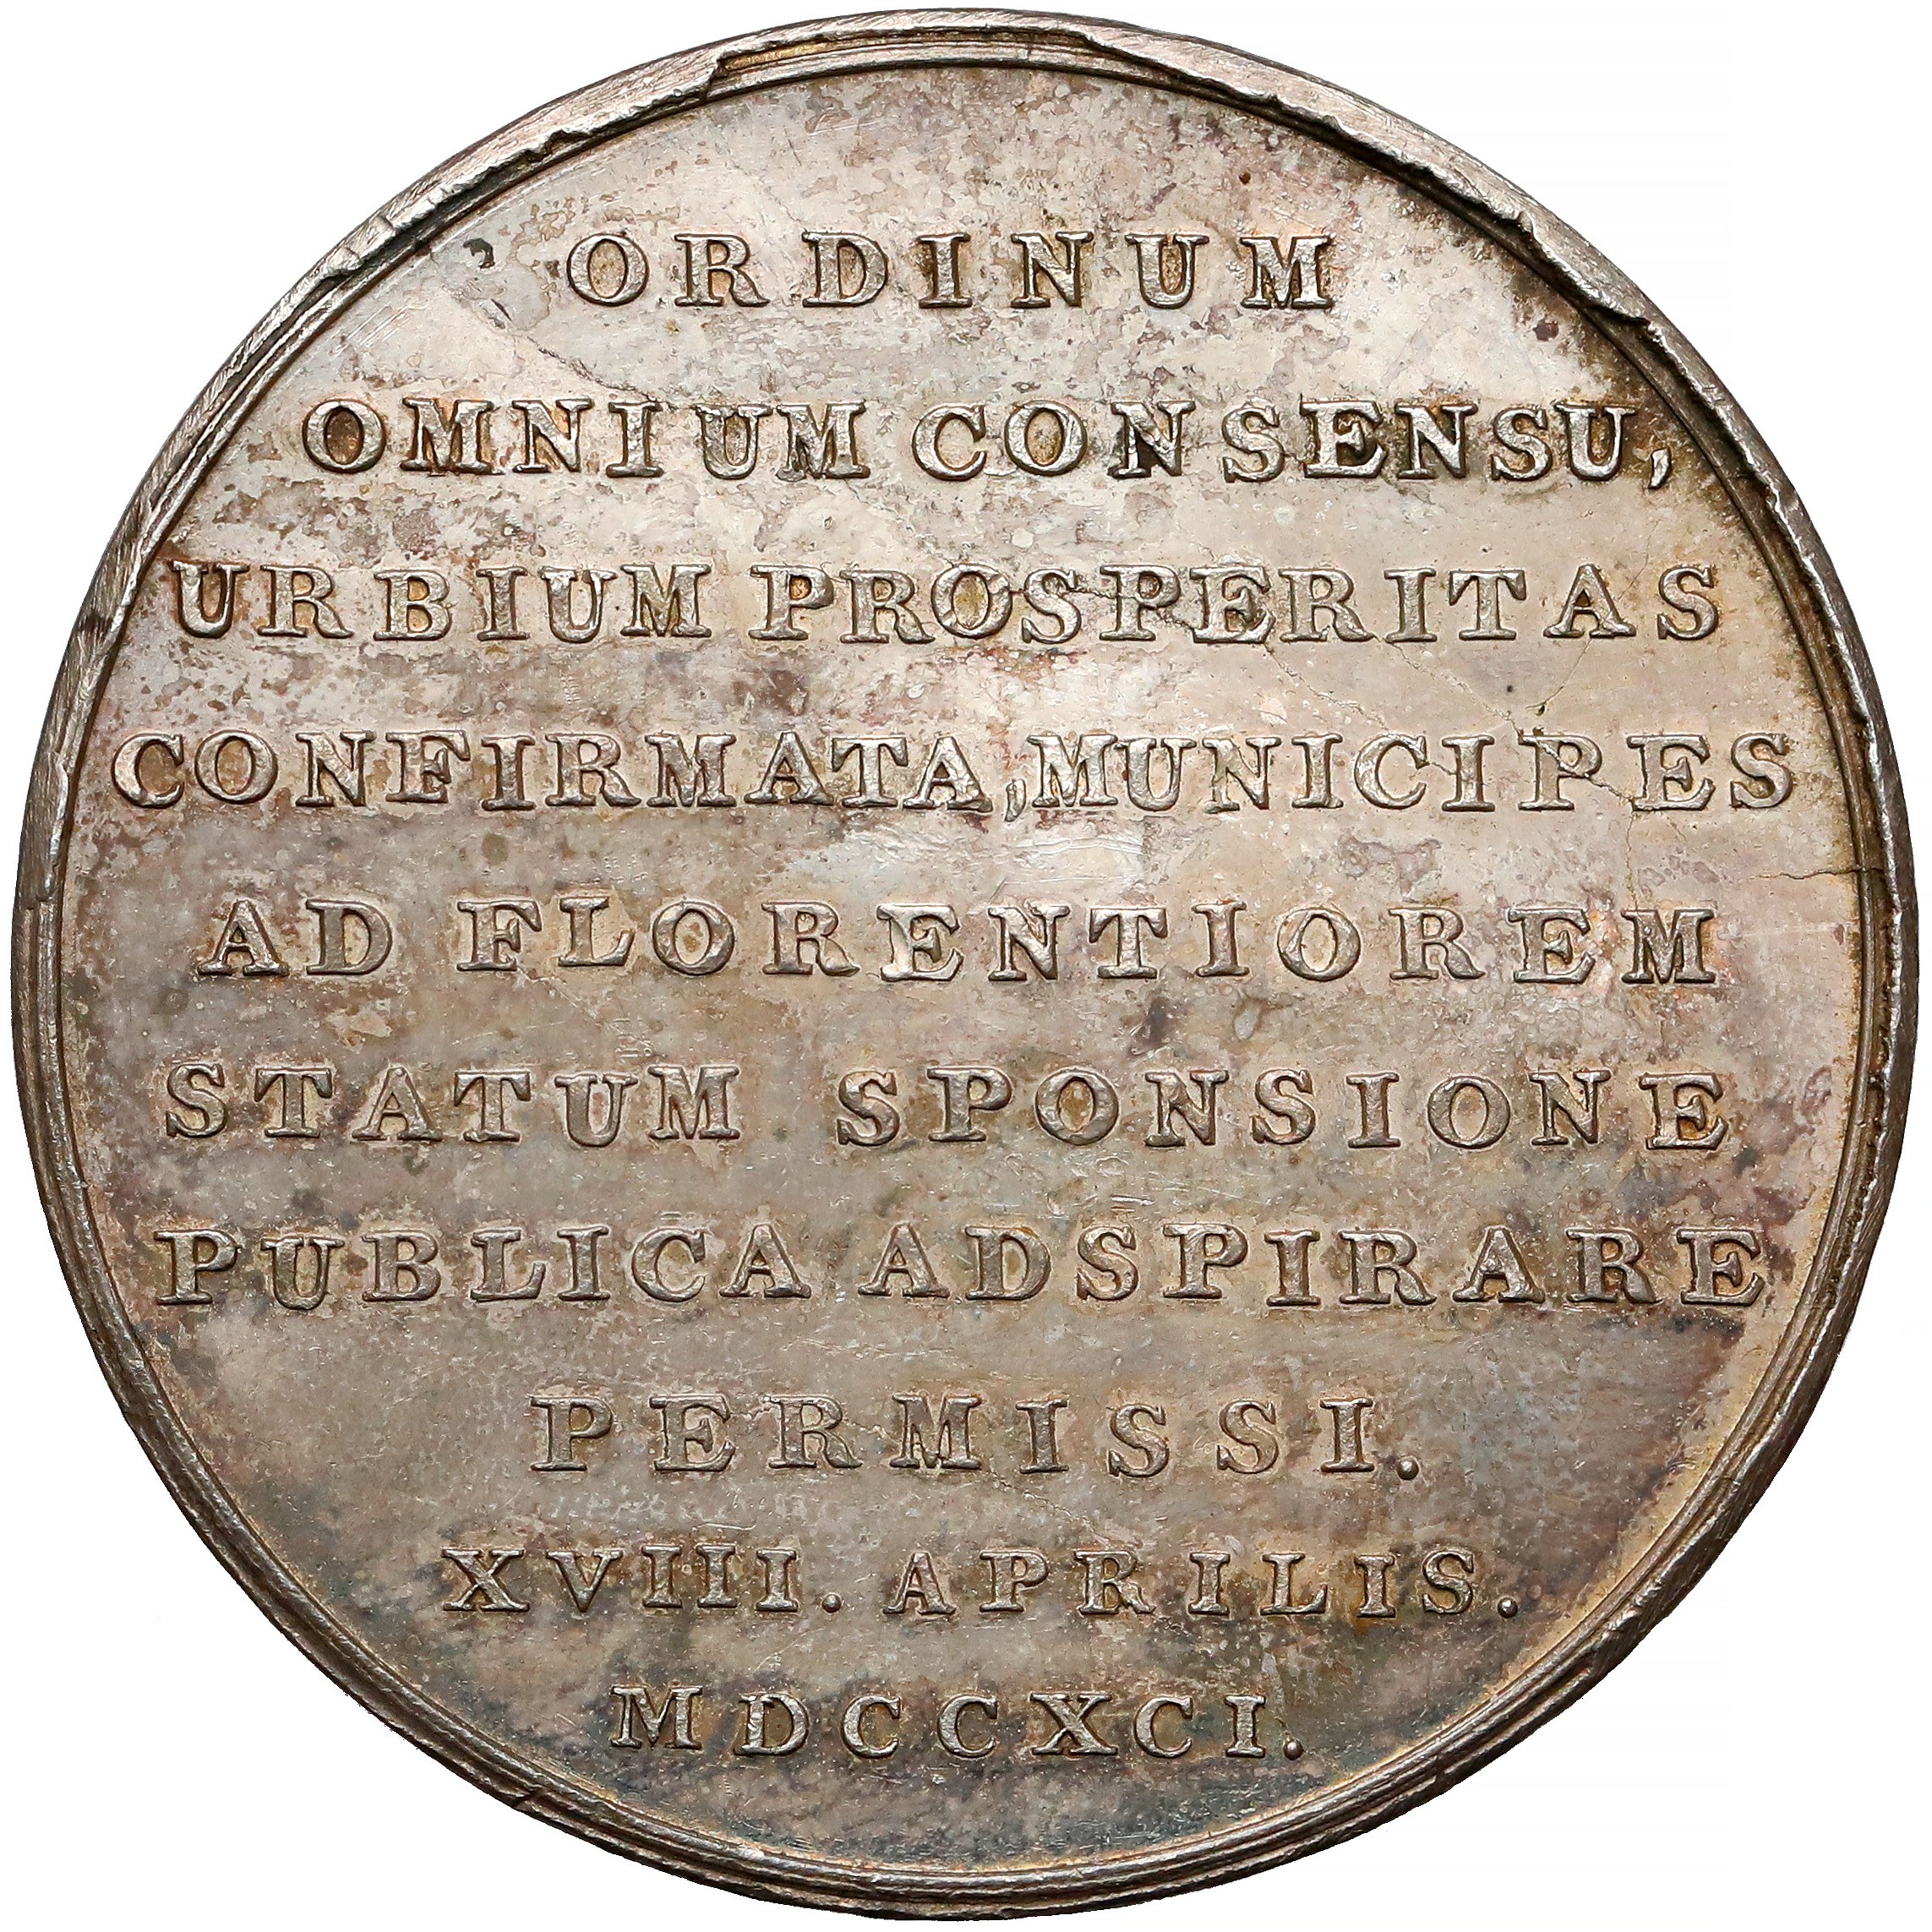 ORDINUM
OMNIUM CONSENSU,
URBIUM PROSPERITAS
CONFIRMATA, MUNICIPES
AD FLORENTIOREM
STATUM SPONSIONE
PUBLICA ADSPIRARE
PERMISSI.
XVIII. APRILIS.
MDCCXCI.